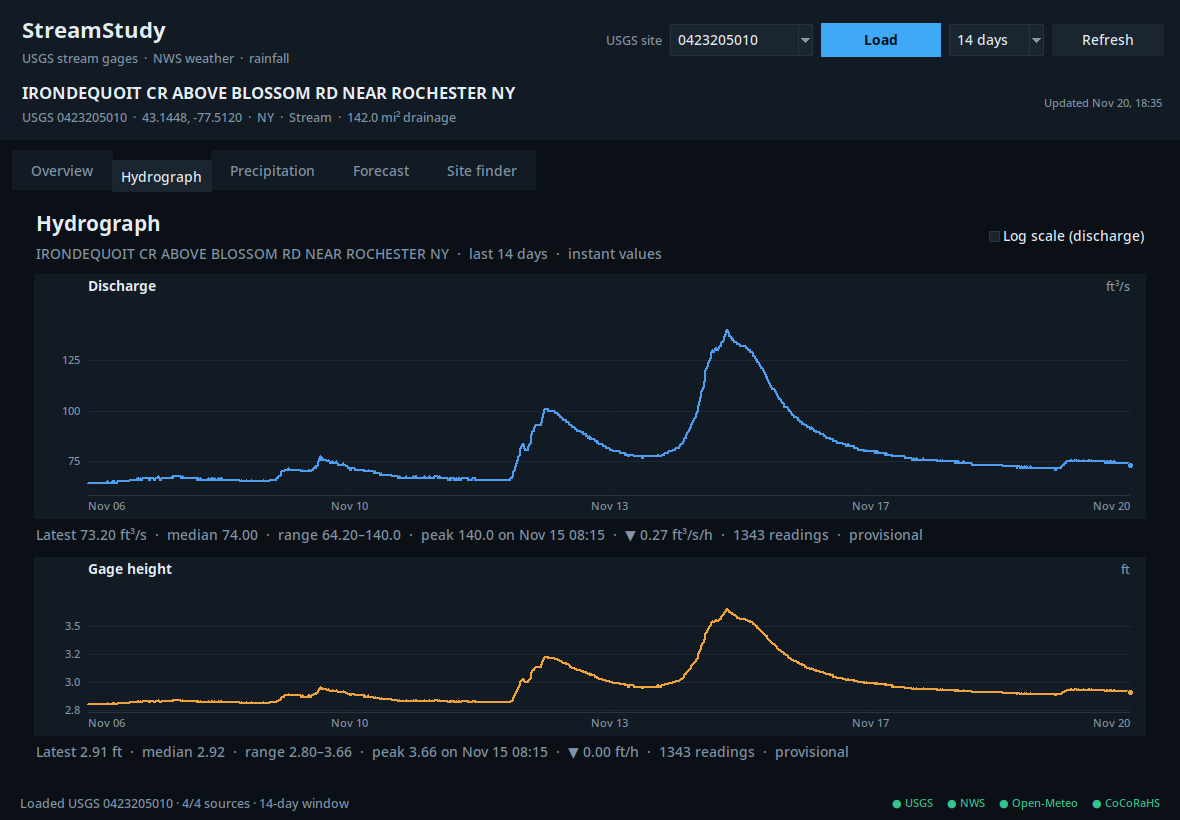 StreamStudy
USGS stream gages · NWS weather · rainfall
USGS site 0423205010 Load 14 days Refresh
IRONDEQUOIT CR ABOVE BLOSSOM RD NEAR ROCHESTER NY
USGS 0423205010 · 43.1448, -77.5120 · NY · Stream · 142.0 mi² drainage
Updated Nov 20, 18:35
Overview Hydrograph Precipitation Forecast Site finder
Hydrograph
IRONDEQUOIT CR ABOVE BLOSSOM RD NEAR ROCHESTER NY · last 14 days · instant values
Log scale (discharge)
Discharge ft³/s
125
100
75
Nov 06 Nov 10 Nov 13 Nov 17 Nov 20
Latest 73.20 ft³/s · median 74.00 · range 64.20–140.0 · peak 140.0 on Nov 15 08:15 · ▼ 0.27 ft³/s/h · 1343 readings · provisional
Gage height ft
3.5
3.2
3.0
2.8
Nov 06 Nov 10 Nov 13 Nov 17 Nov 20
Latest 2.91 ft · median 2.92 · range 2.80–3.66 · peak 3.66 on Nov 15 08:15 · ▼ 0.00 ft/h · 1343 readings · provisional
Loaded USGS 0423205010 · 4/4 sources · 14-day window
USGS NWS Open-Meteo CoCoRaHS